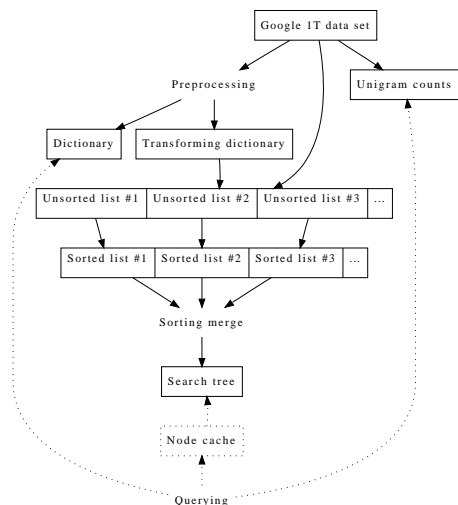 Google 1T data set
Preprocessing
Unigram counts
Dictionary
Transforming dictionary
Unsorted list #1
Unsorted list #2
Unsorted list #3
...
Sorted list #1
Sorted list #2
Sorted list #3
...
Sorting merge
Search tree
Node cache
Querying